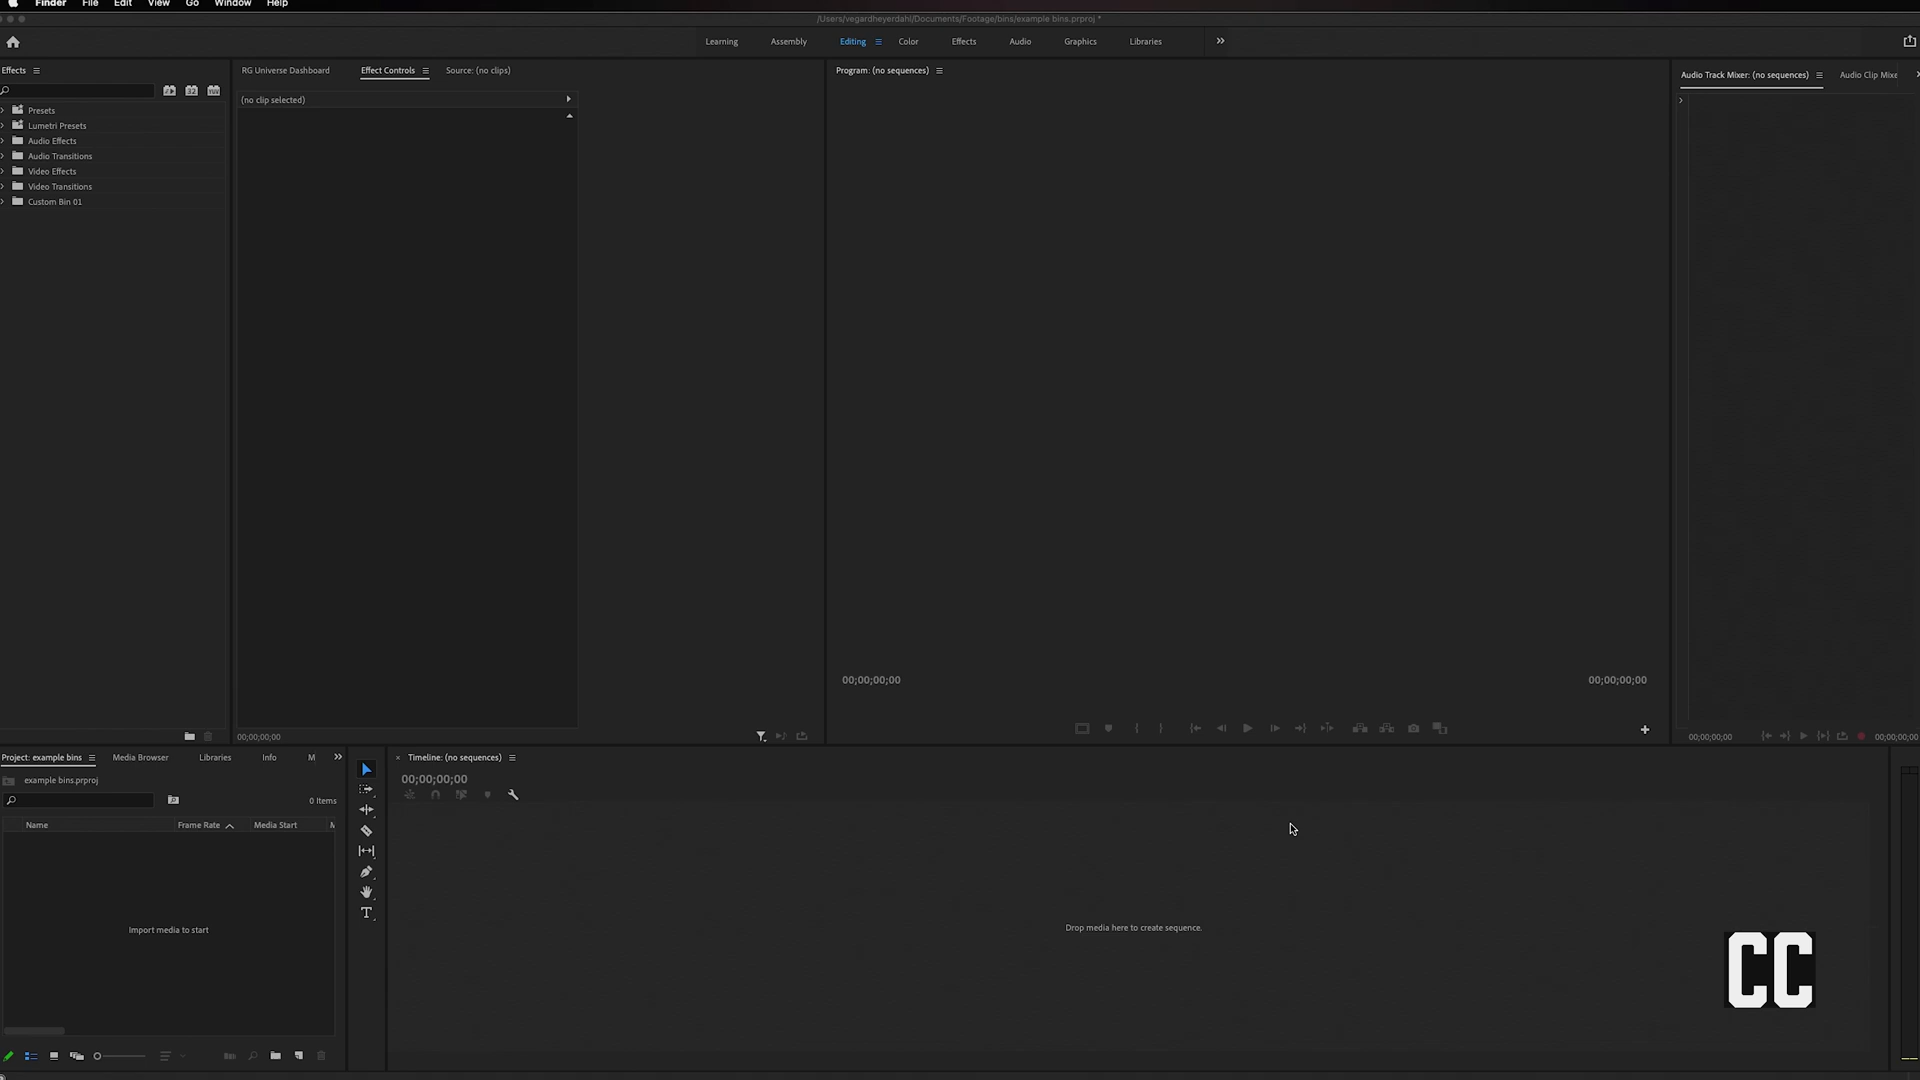 Finder File Edit View Go Window Help
/Users/vegardheyerdahl/Documents/Footage/bins/example bins.prproj *
Learning Assembly Editing Color Effects Audio Graphics Libraries
Effects
RG Universe Dashboard Effect Controls Source: (no clips)
Program: (no sequences)
Audio Track Mixer: (no sequences) Audio Clip Mixe
(no clip selected)
Presets
Lumetri Presets
Audio Effects
Audio Transitions
Video Effects
Video Transitions
Custom Bin 01
00;00;00;00 00;00;00;00
00;00;00;00
00;00;00;00 00;00;00;00
Project: example bins Media Browser Libraries Info M
Timeline: (no sequences)
example bins.prproj
00;00;00;00
0 Items
Name Frame Rate Media Start M
Import media to start
Drop media here to create sequence.
T
CC